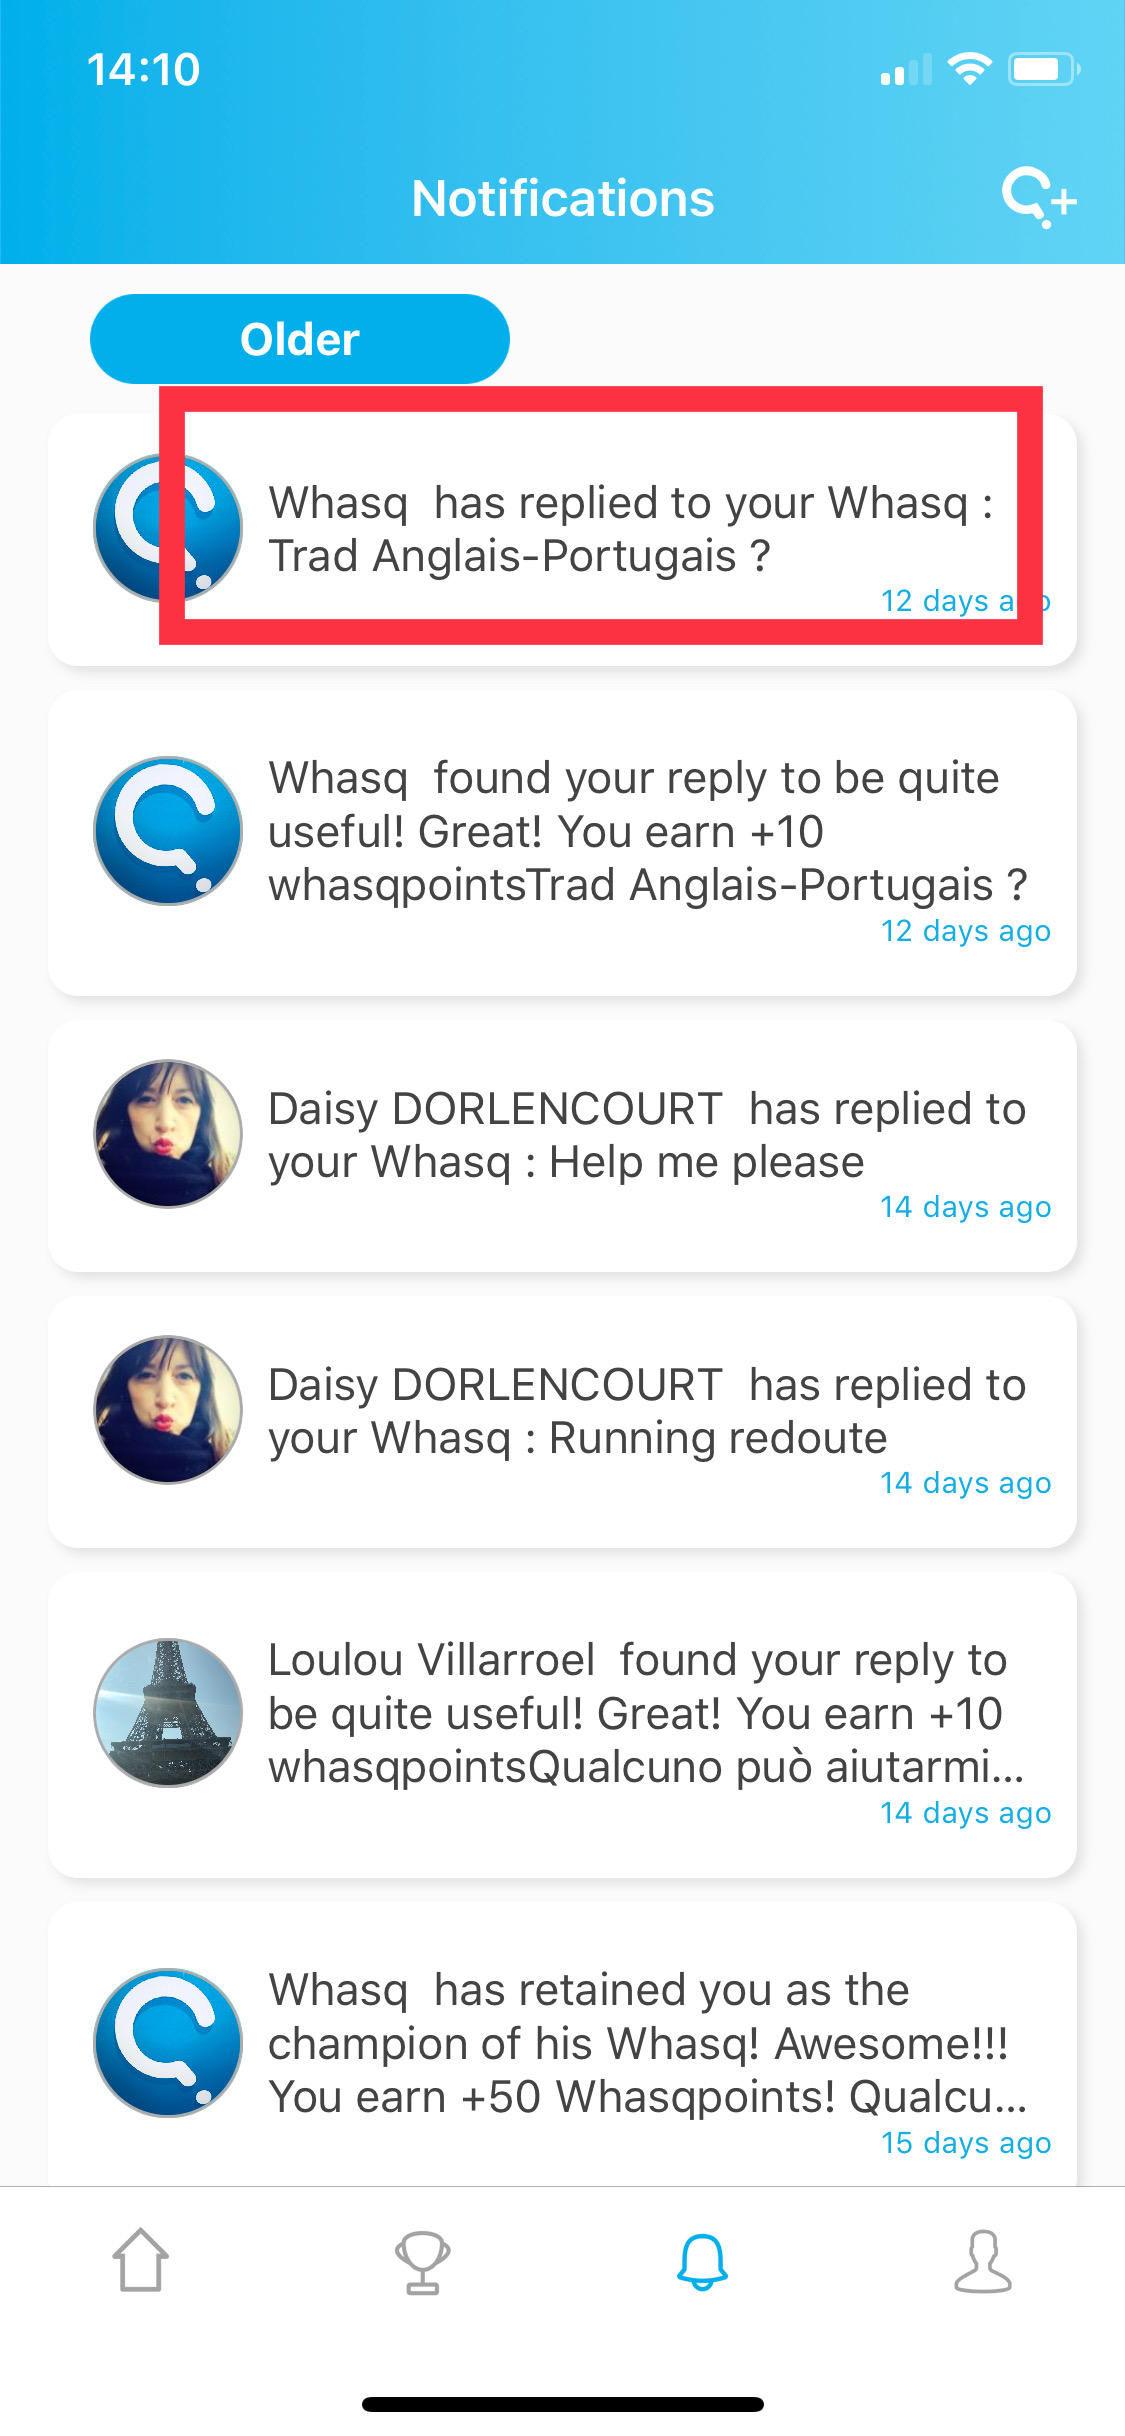 14:10
Notifications
Older
Whasq has replied to your Whasq :
Trad Anglais-Portugais ?
12 days ago
Whasq found your reply to be quite
useful! Great! You earn +10
whasqpointsTrad Anglais-Portugais ?
12 days ago
Daisy DORLENCOURT has replied to
your Whasq : Help me please
14 days ago
Daisy DORLENCOURT has replied to
your Whasq : Running redoute
14 days ago
Loulou Villarroel found your reply to
be quite useful! Great! You earn +10
whasqpointsQualcuno può aiutarmi...
14 days ago
Whasq has retained you as the
champion of his Whasq! Awesome!!!
You earn +50 Whasqpoints! Qualcu...
15 days ago